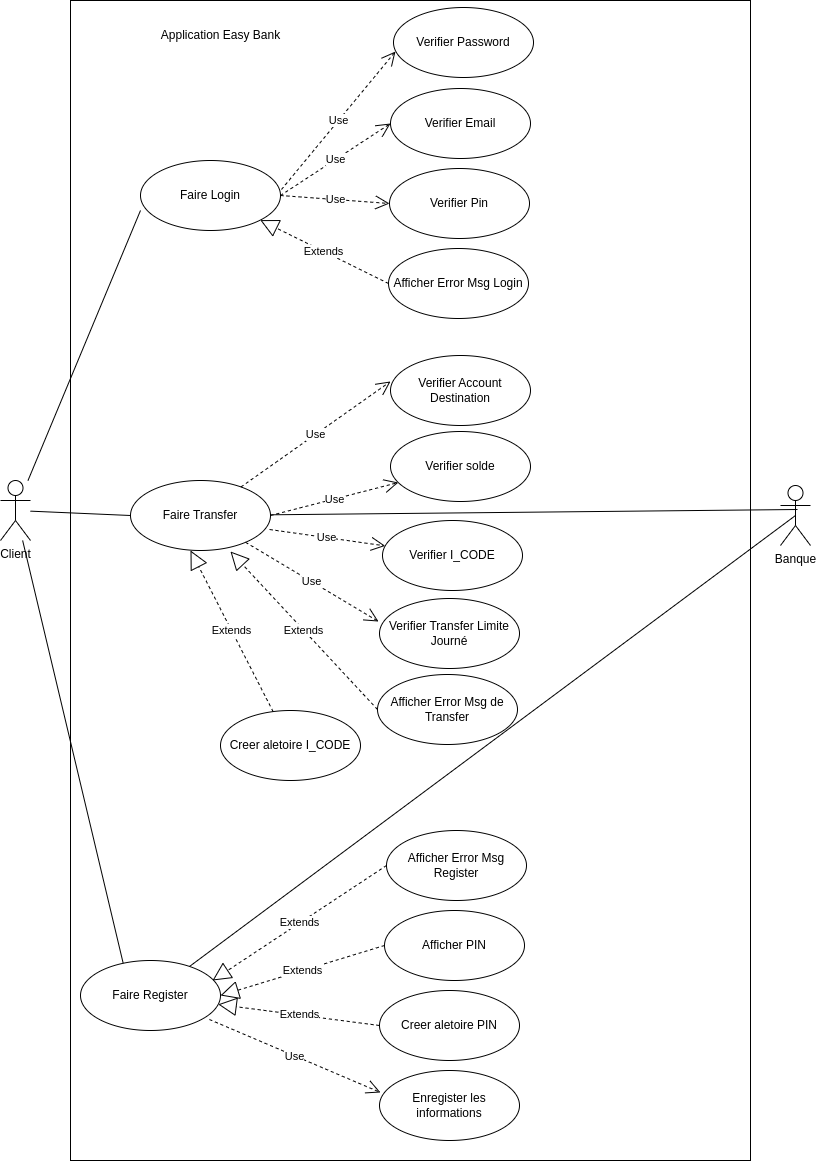 Application Easy Bank
Verifier Password
Use
Verifier Email
Use
Faire Login
Use
Verifier Pin
Extends
Afficher Error Msg Login
Verifier Account
Destination
Use
Verifier solde
Use
Faire Transfer
Use
Verifier I_CODE
Client
Banque
Use
Verifier Transfer Limite
Journé
Extends
Extends
Afficher Error Msg de
Transfer
Creer aletoire I_CODE
Afficher Error Msg
Register
Extends
Afficher PIN
Extends
Faire Register
Extends
Creer aletoire PIN
Use
Enregister les
informations